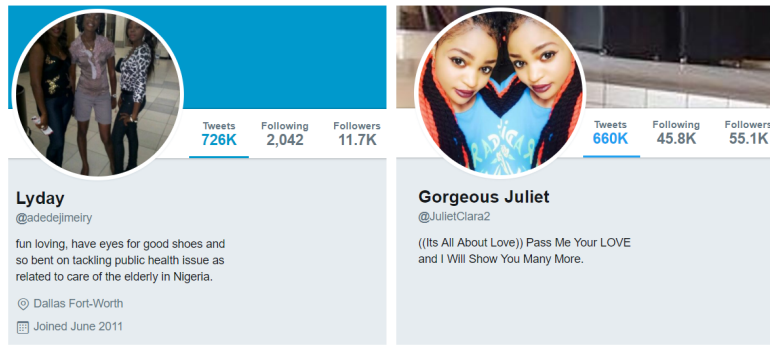 Tweets Following Followers
726K 2,042 11.7K
Lyday
@adedejimeiry
fun loving, have eyes for good shoes and
so bent on tackling public health issue as
related to care of the elderly in Nigeria.
Dallas Fort-Worth
Joined June 2011
Tweets Following Followers
660K 45.8K 55.1K
Gorgeous Juliet
@JulietClara2
((Its All About Love)) Pass Me Your LOVE
and I Will Show You Many More.